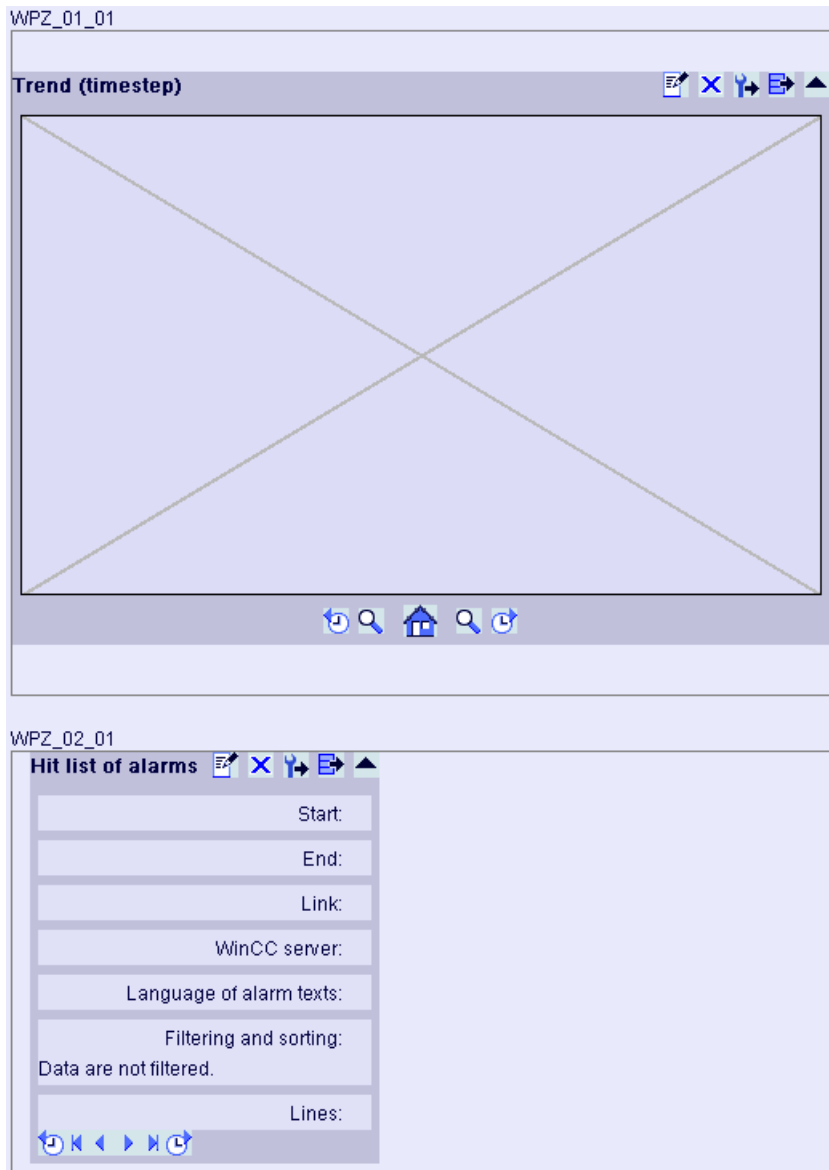 WPZ_01_01
Trend (timestep)
WPZ_02_01
Hit list of alarms
Start:
End:
Link:
WinCC server:
Language of alarm texts:
Filtering and sorting:
Data are not filtered.
Lines: